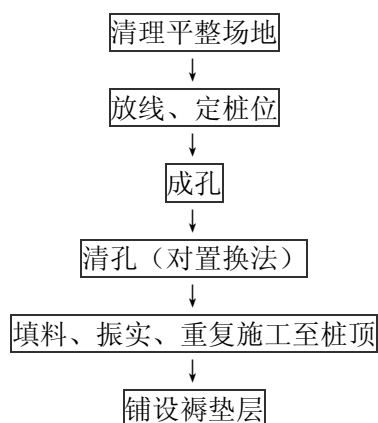 清理平整场地
放线、定桩位
成孔
清孔（对置换法）
填料、振实、重复施工至桩顶
铺设褥垫层